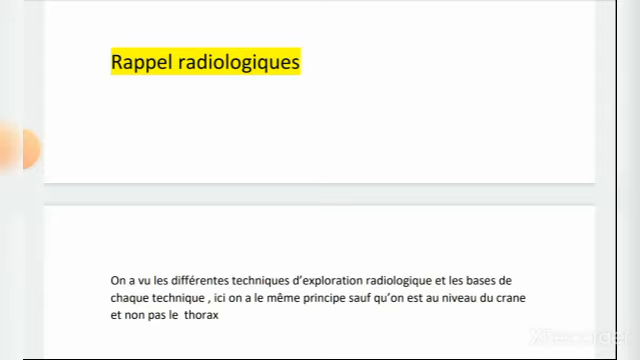 Rappel radiologiques
On a vu les différentes techniques d'exploration radiologique et les bases de
chaque technique , ici on a le même principe sauf qu'on est au niveau du crane
et non pas le thorax